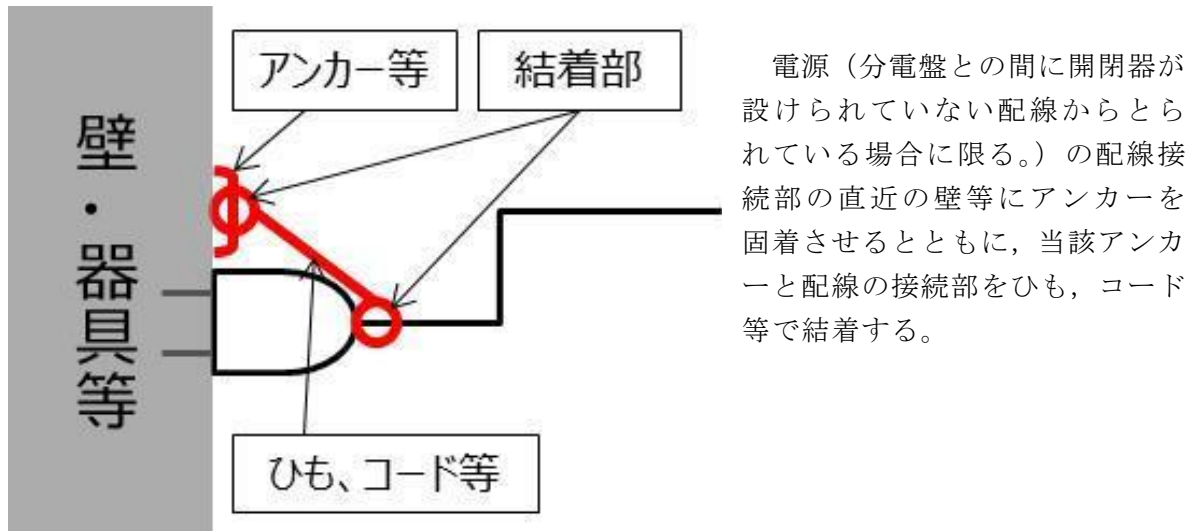 アンカー等
結着部
壁・器具等
ひも、コード等
電源（分電盤との間に開閉器が
設けられていない配線からとら
れている場合に限る。）の配線接
続部の直近の壁等にアンカーを
固着させるとともに，当該アンカ
ーと配線の接続部をひも，コード
等で結着する。